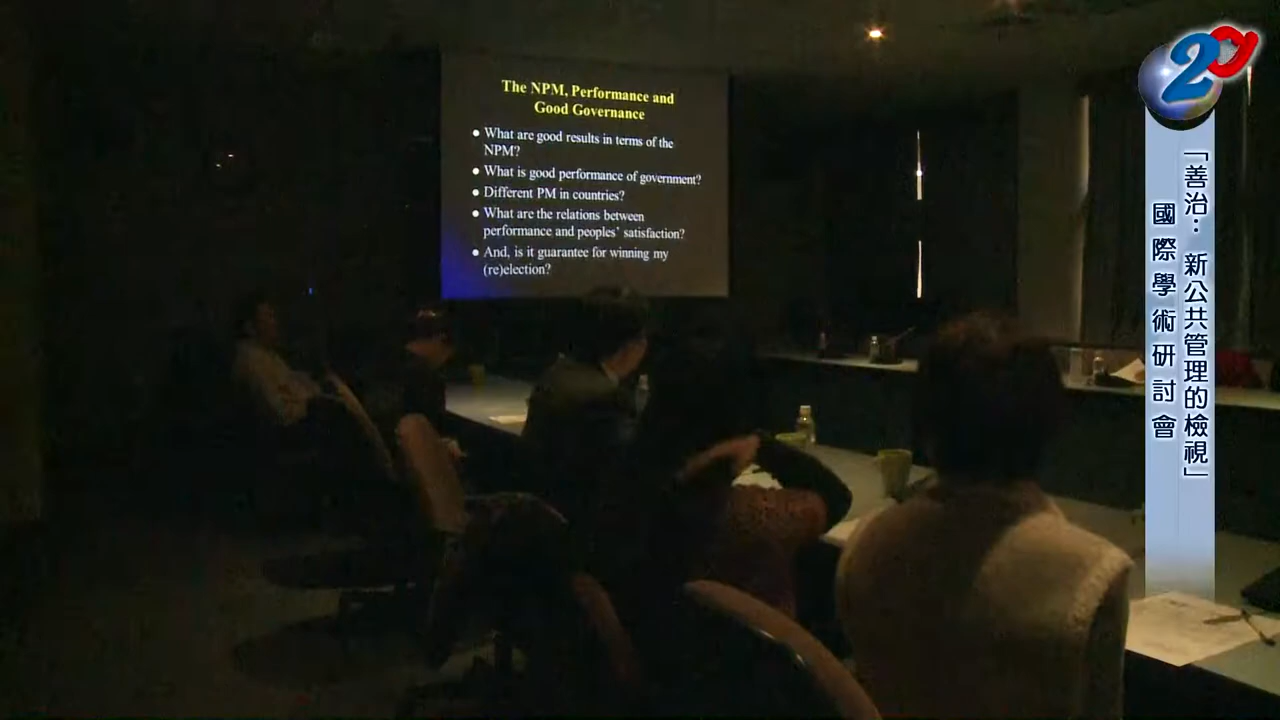 The NPM, Performance and
Good Governance
● What are good results in terms of the
NPM?
● What is good performance of government?
● Different PM in countries?
● What are the relations between
performance and peoples' satisfaction?
● And, is it guarantee for winning my
(re)election?
「善治：新公共管理的檢視」
國際學術研討會